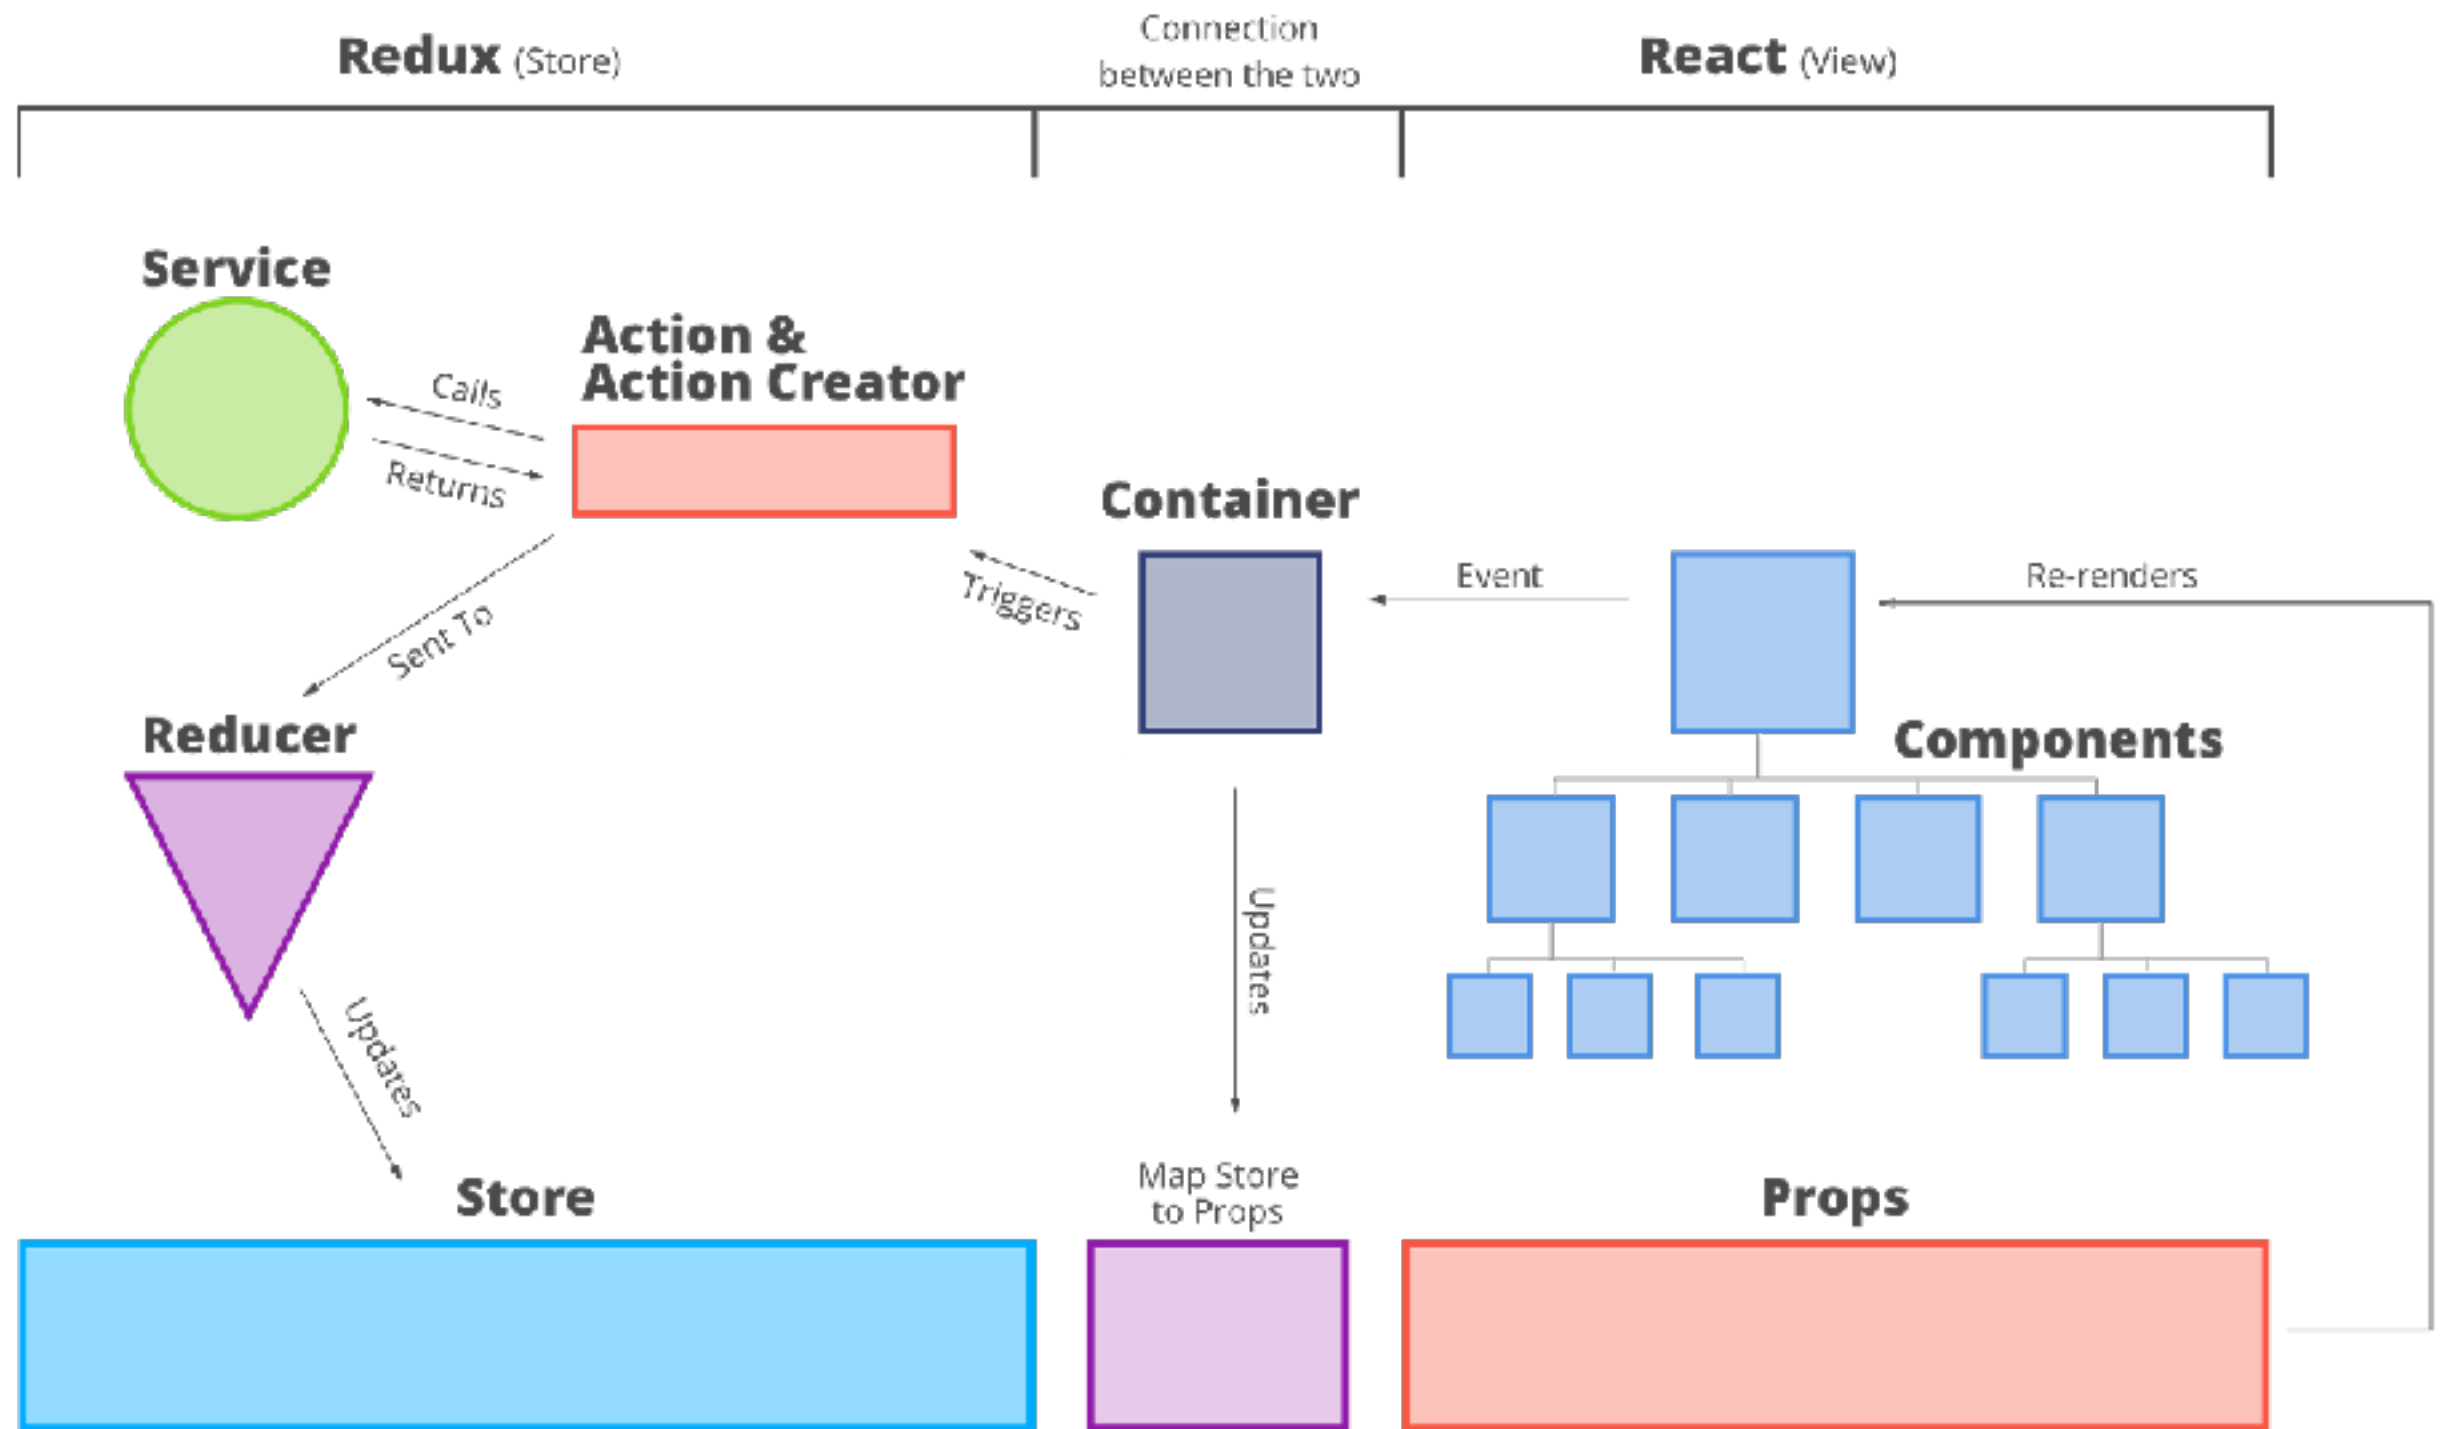 Redux (Store)
Connection
between the two
React (View)
Service
Action &
Action Creator
Calls
Returns
Container
Triggers
Event
Re-renders
Sent To
Reducer
Components
Updates
Updates
Store
Map Store
to Props
Props